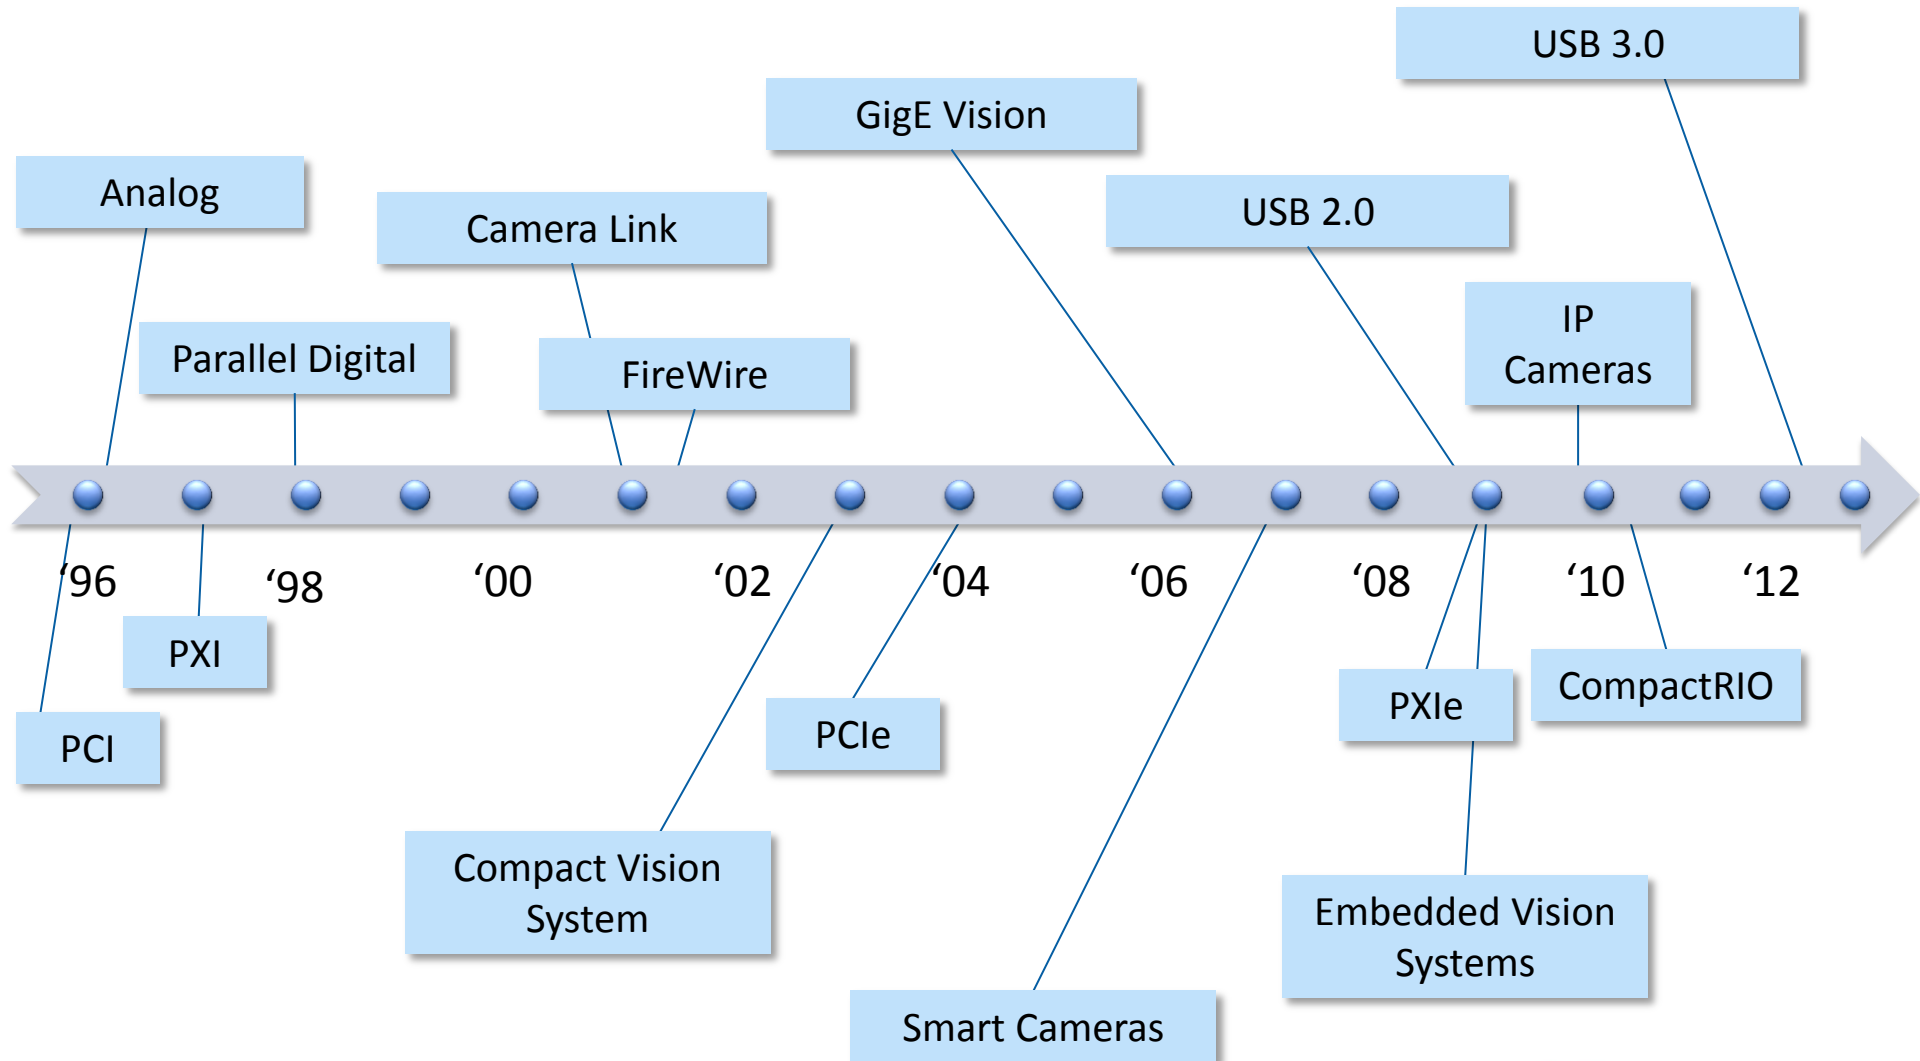 USB 3.0
GigE Vision
Analog
Camera Link
USB 2.0
Parallel Digital
FireWire
IP
Cameras
‘96
‘98
‘00
‘02
‘04
‘06
‘08
‘10
‘12
PXI
PCI
PCIe
PXIe
CompactRIO
Compact Vision
System
Embedded Vision
Systems
Smart Cameras